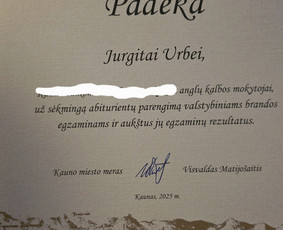 Padėka
Jurgitai Urbei,
anglų kalbos mokytojai,
už sėkmingą abiturientų parengimą valstybiniams brandos
egzaminams ir aukštus jų egzaminų rezultatus.
Kauno miesto meras Visvaldas Matijošaitis
Kaunas, 2025 m.